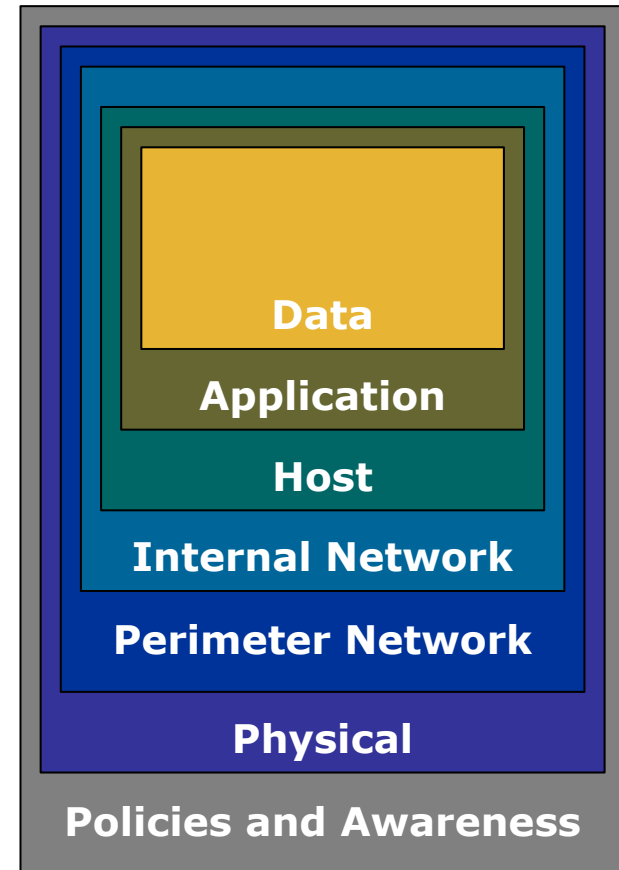 Data
Application
Host
Internal Network
Perimeter Network
Physical
Policies and Awareness